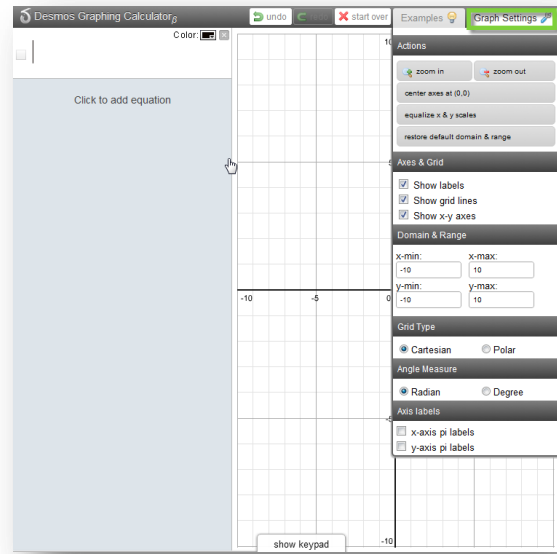 Desmos Graphing Calculatorβ
undo
start over
Examples
Graph Settings
Color:
Click to add equation
Actions
zoom in
zoom out
center axes at (0,0)
equalize x & y scales
restore default domain & range
Axes & Grid
Show labels
Show grid lines
Show x-y axes
Domain & Range
x-min:
x-max:
-10
10
y-min:
y-max:
-10
10
Grid Type
Cartesian
Polar
Angle Measure
Radian
Degree
Axis labels
x-axis pi labels
y-axis pi labels
10
5
-10
-5
0
-5
-10
show keypad